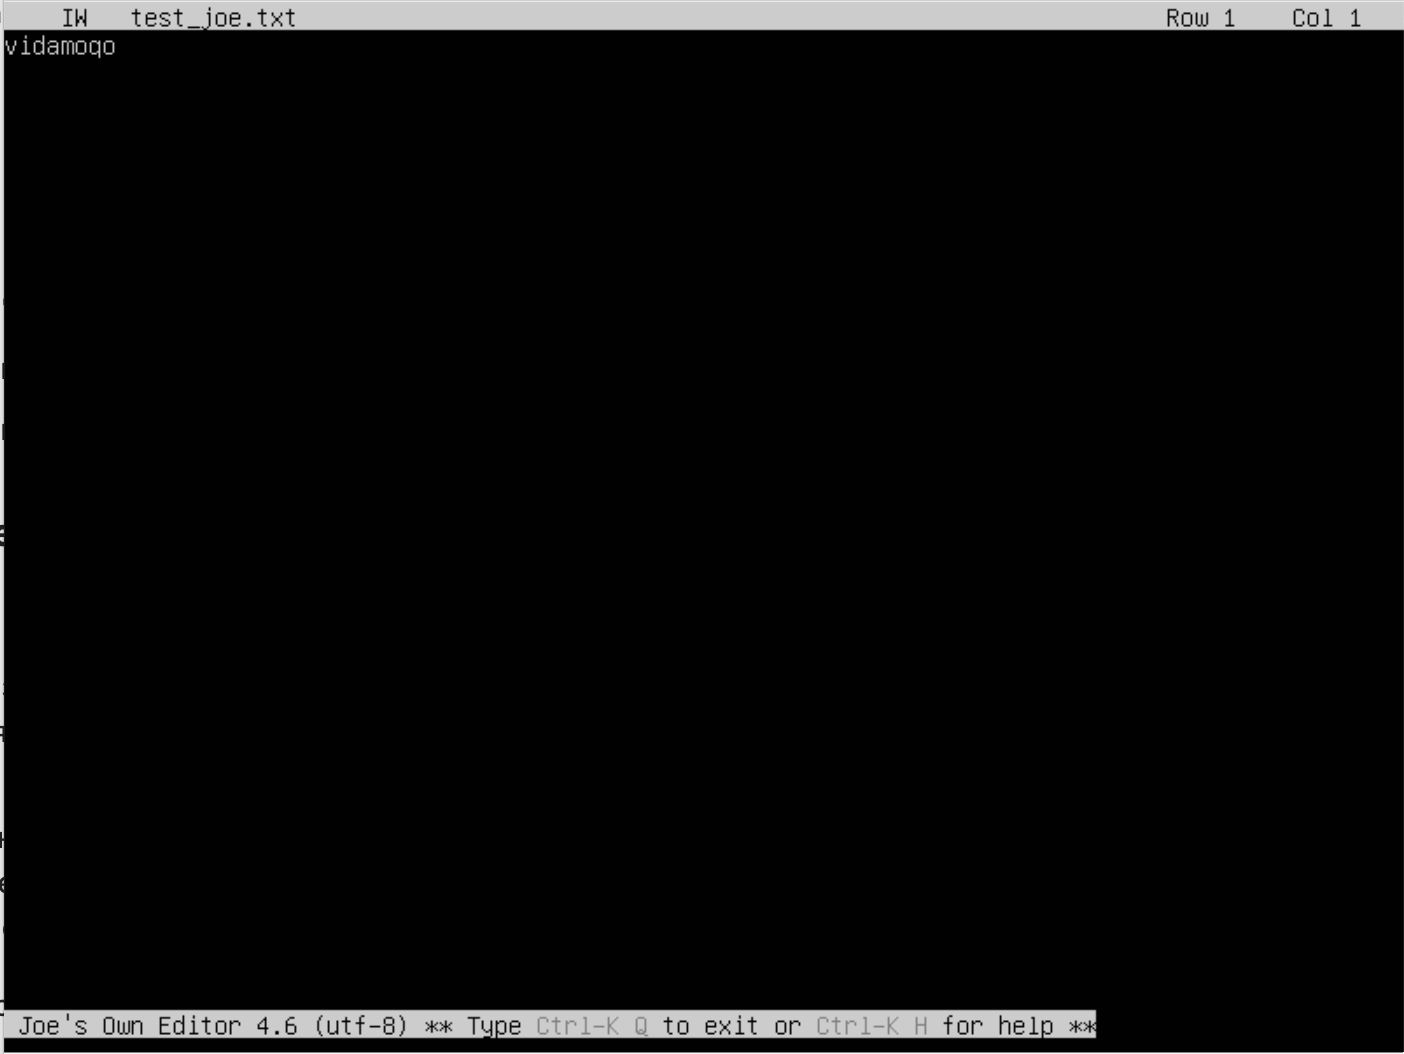 IW test_joe.txt Row 1 Col 1
vidamoqo
Joe's Own Editor 4.6 (utf-8) ** Type Ctrl-K Q to exit or Ctrl-K H for help **